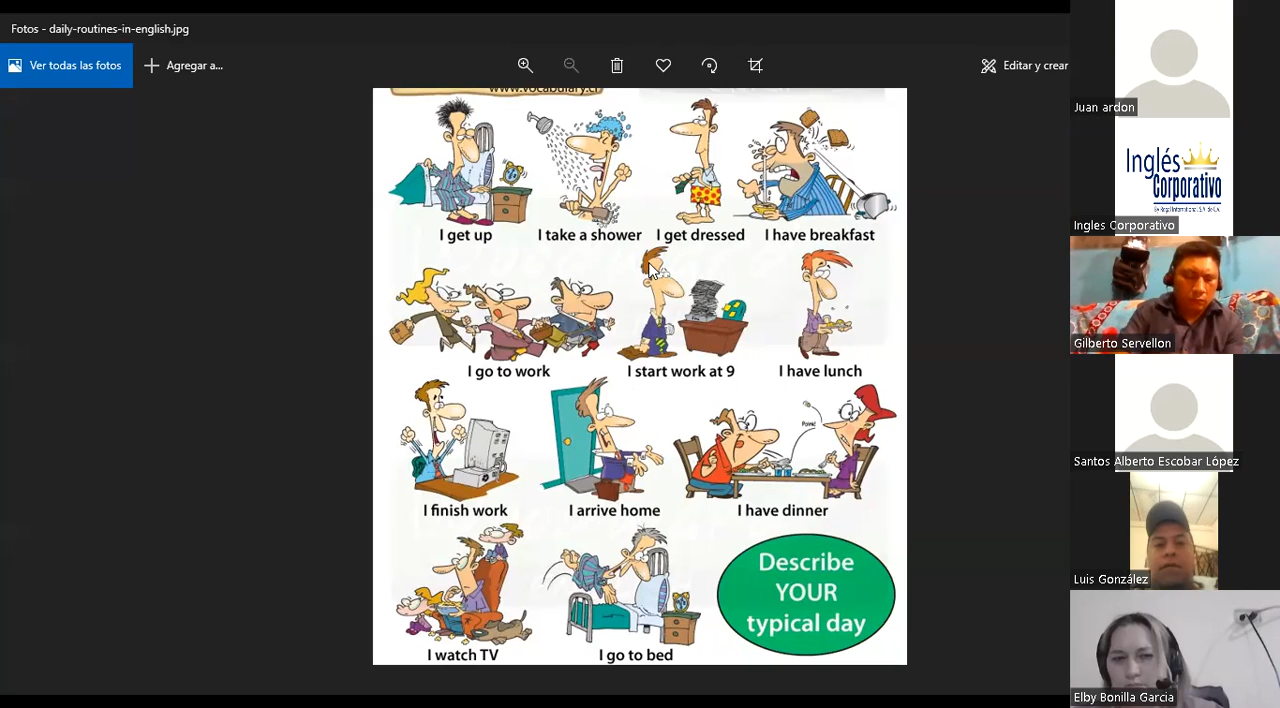 Fotos - daily-routines-in-english.jpg
Ver todas las fotos
Agregar a...
Editar y crear
www.vocabulary.cl
I get up
I take a shower
I get dressed
I have breakfast
I go to work
I start work at 9
I have lunch
Poink!
I finish work
I arrive home
I have dinner
I watch TV
I go to bed
Describe
YOUR
typical day
Juan ardon
Inglés
Corporativo
Ingles Corporativo
Gilberto Servellon
Santos Alberto Escobar López
Luis González
Elby Bonilla Garcia